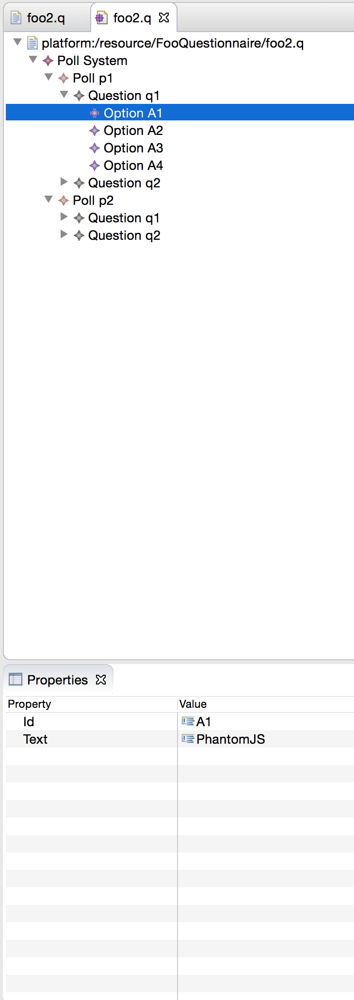 foo2.q foo2.q
platform:/resource/FooQuestionnaire/foo2.q
Poll System
Poll p1
Question q1
Option A1
Option A2
Option A3
Option A4
Question q2
Poll p2
Question q1
Question q2
Properties
Property Value
Id A1
Text PhantomJS